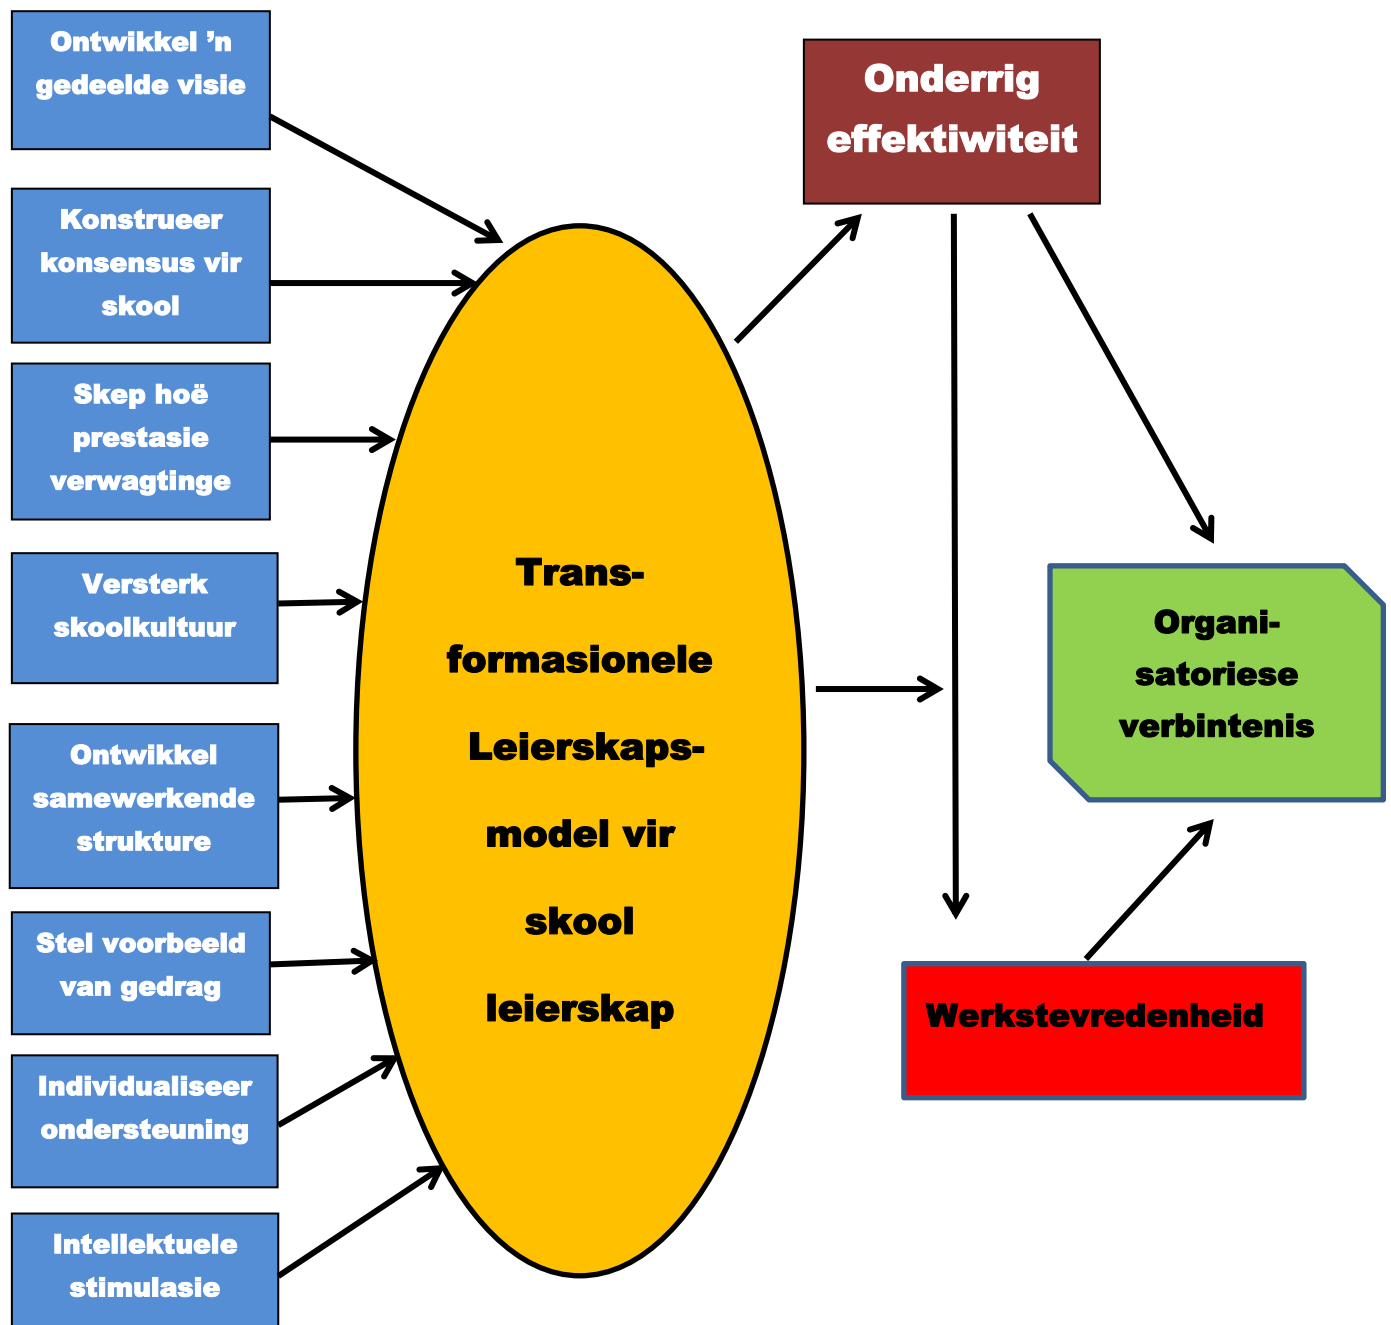 Ontwikkel ’n
gedeelde visie
Konstrueer
konsensus vir
skool
Skep hoë
prestasie
verwagtinge
Versterk
skoolkultuur
Ontwikkel
samewerkende
strukture
Stel voorbeeld
van gedrag
Individualiseer
ondersteuning
Intellektuele
stimulasie
Trans-
formasionele
Leierskaps-
model vir
skool
leierskap
Onderrig
effektiwiteit
Organi-
satoriese
verbintenis
Werkstevredenheid